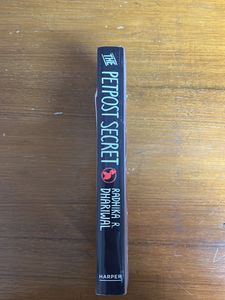 THE
PETPOST SECRET
RADHIKA R
DHARIWAL
HARPER